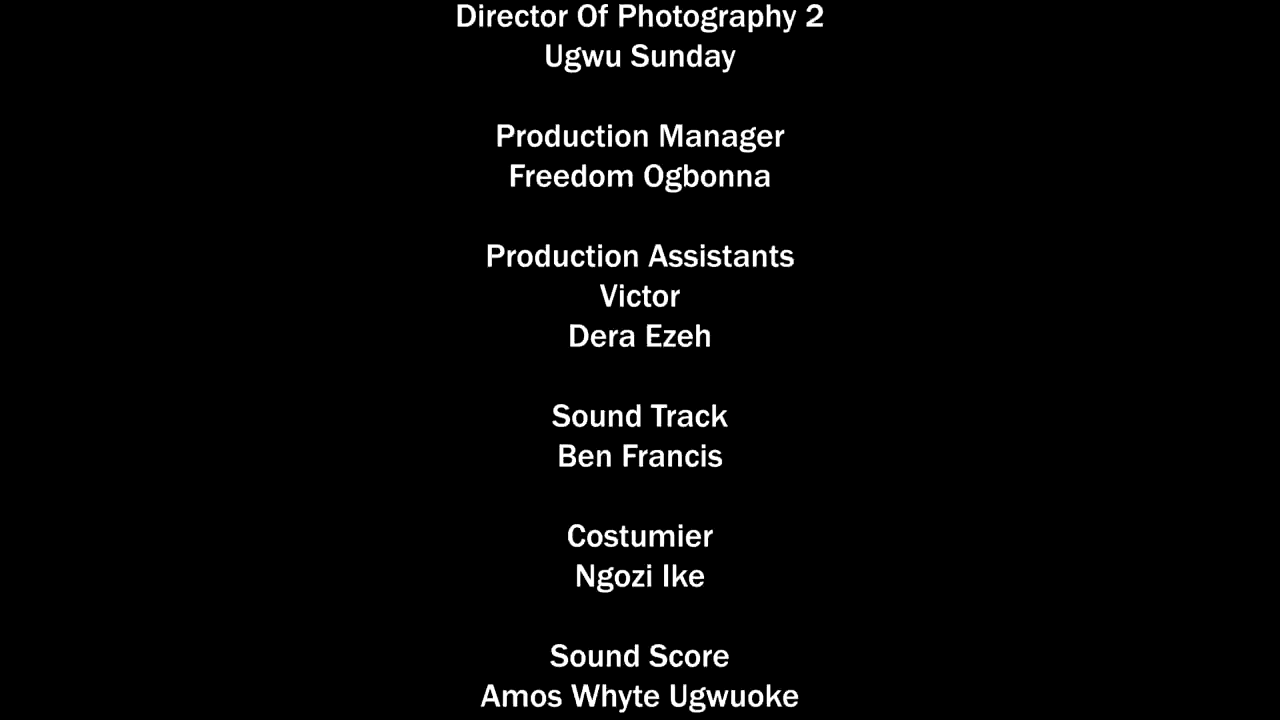 Director Of Photography 2
Ugwu Sunday
Production Manager
Freedom Ogbonna
Production Assistants
Victor
Dera Ezeh
Sound Track
Ben Francis
Costumier
Ngozi Ike
Sound Score
Amos Whyte Ugwuoke